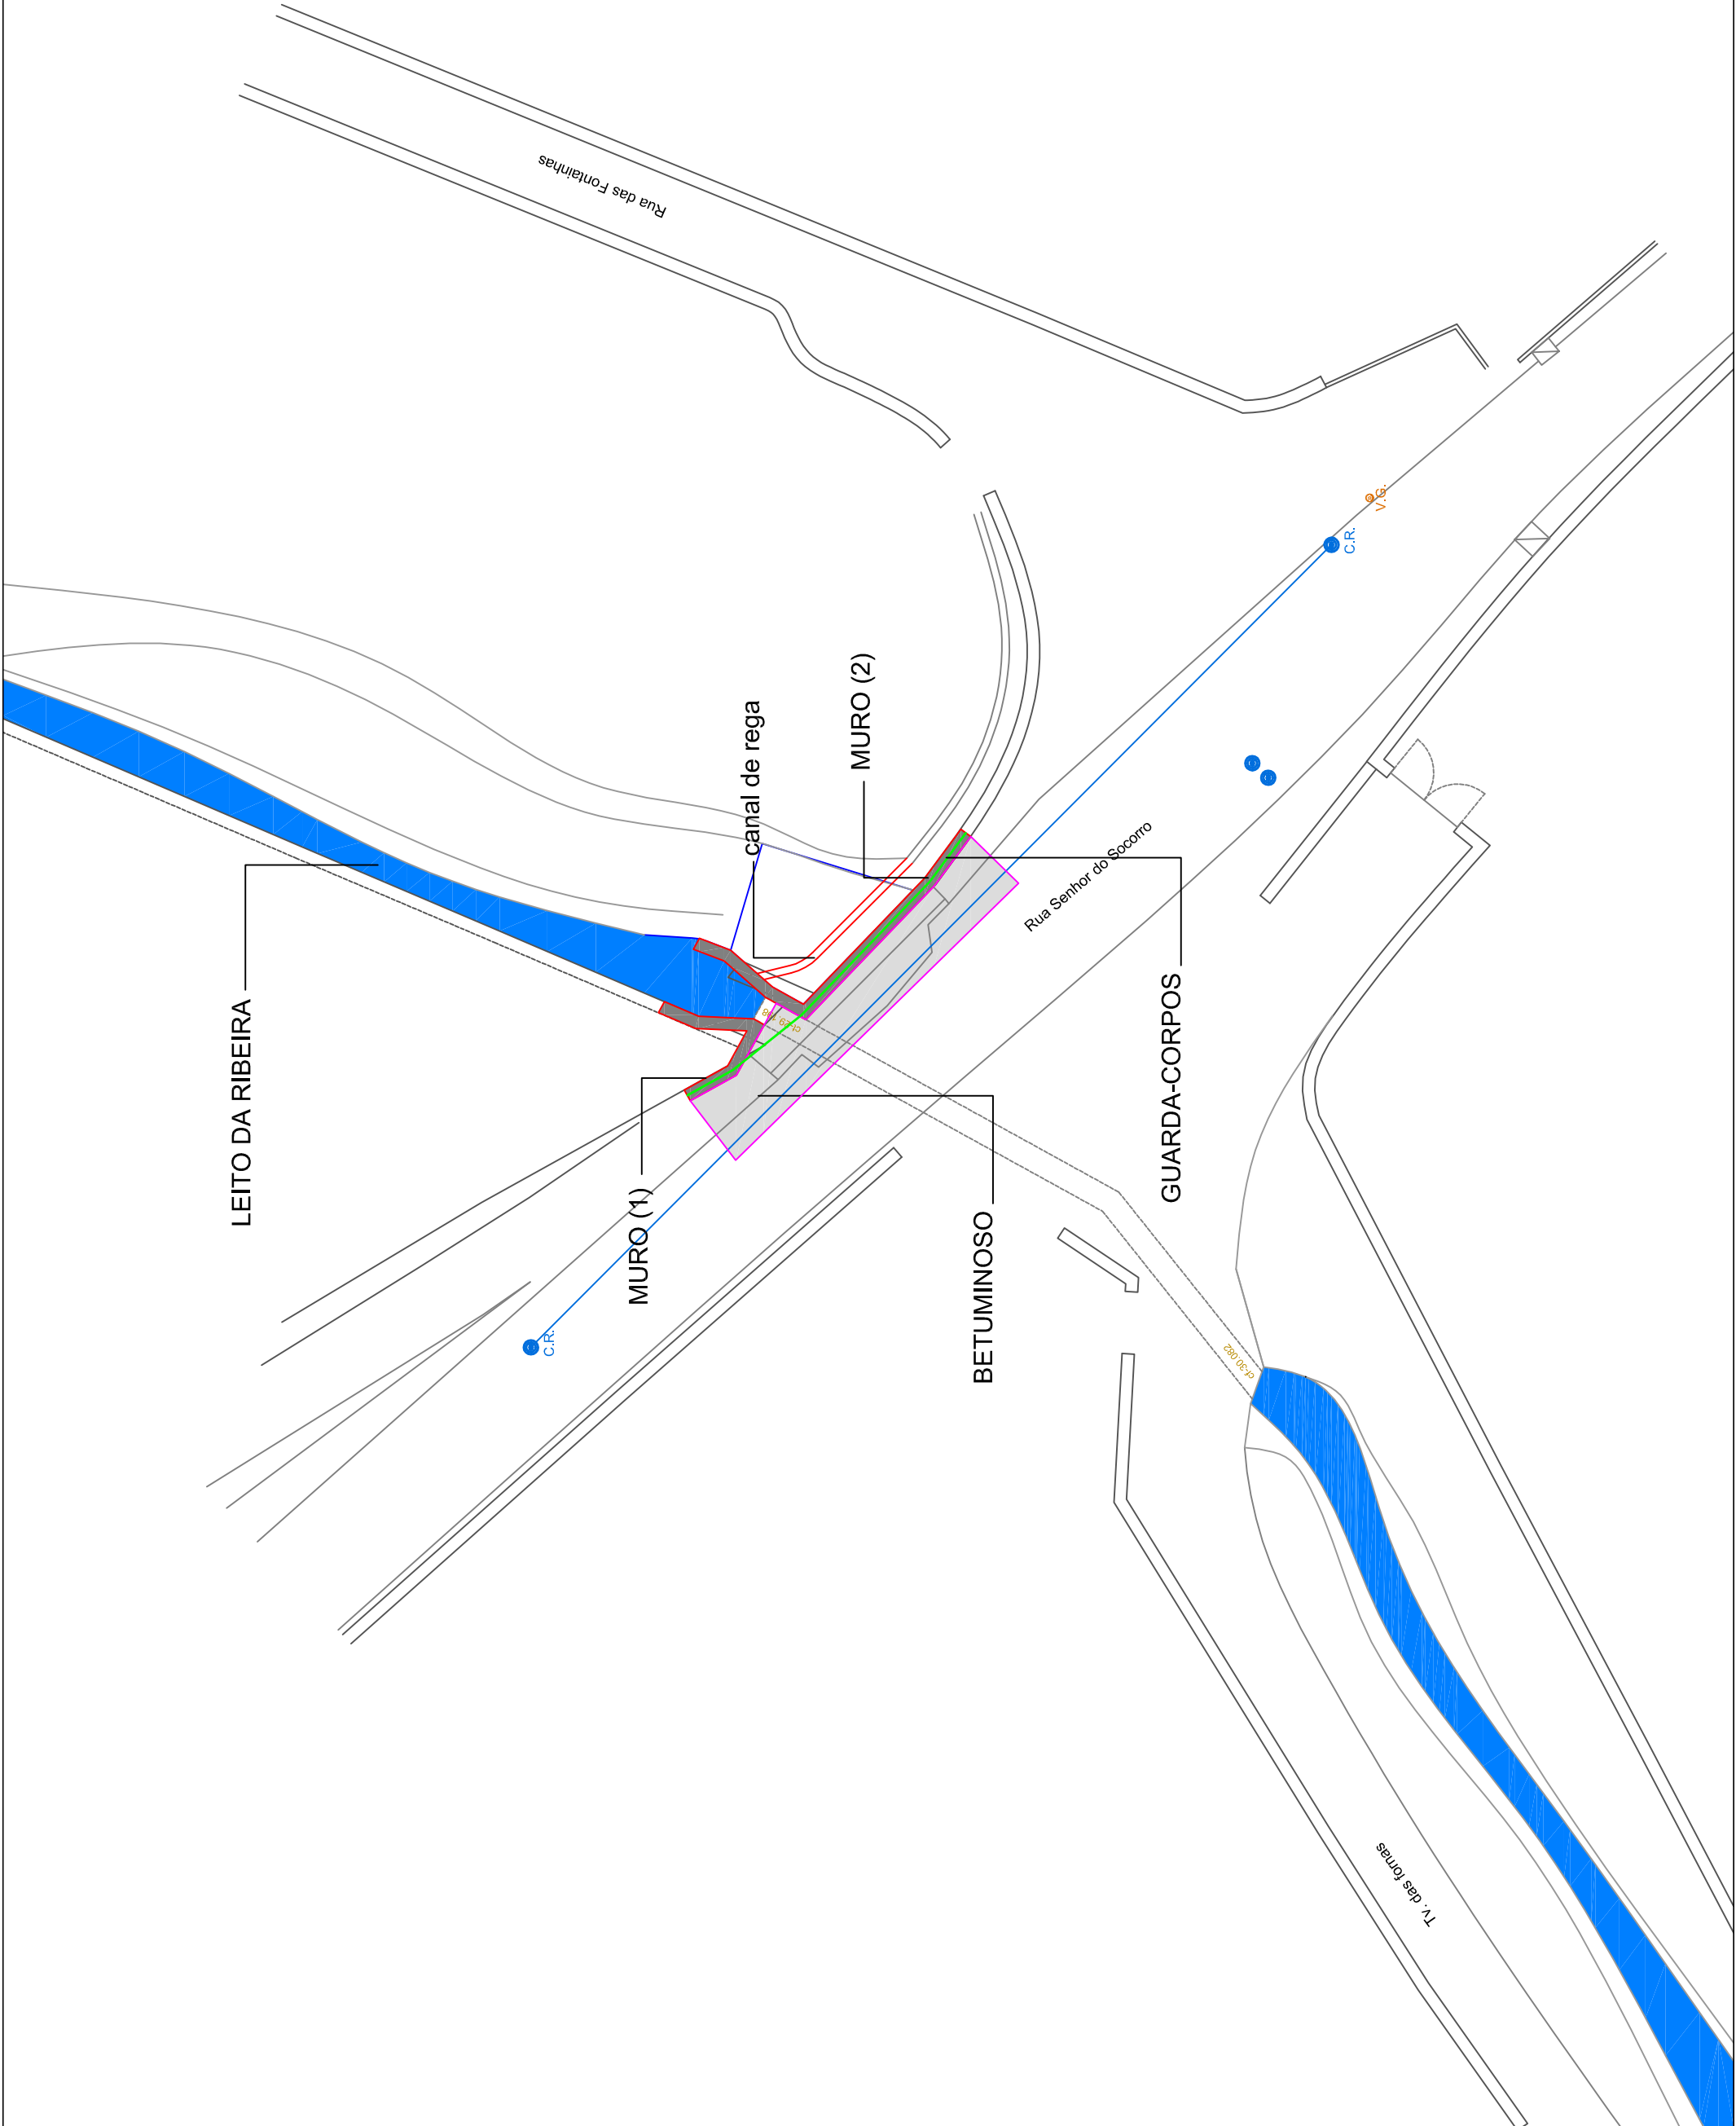 Rua das Fontainhas
V.G.
C.R.
MURO (2)
canal de rega
Rua Senhor do Socorro
LEITO DA RIBEIRA
GUARDA-CORPOS
MURO (1)
BETUMINOSO
C.R.
cf-30.082
Tv. das fornas